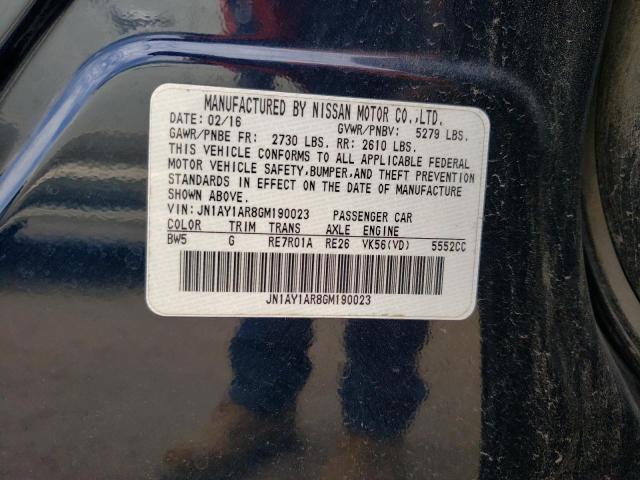 MANUFACTURED BY NISSAN MOTOR CO.,LTD.
DATE: 02/16 GVWR/PNBV: 5279 LBS.
GAWR/PNBE FR: 2730 LBS. RR: 2610 LBS.
THIS VEHICLE CONFORMS TO ALL APPLICABLE FEDERAL
MOTOR VEHICLE SAFETY,BUMPER,AND THEFT PREVENTION
STANDARDS IN EFFECT ON THE DATE OF MANUFACTURE
SHOWN ABOVE.
VIN: JN1AY1AR8GM190023 PASSENGER CAR
COLOR TRIM TRANS AXLE ENGINE
BW5 G RE7R01A RE26 VK56(VD) 5552CC
JN1AY1AR8GM190023